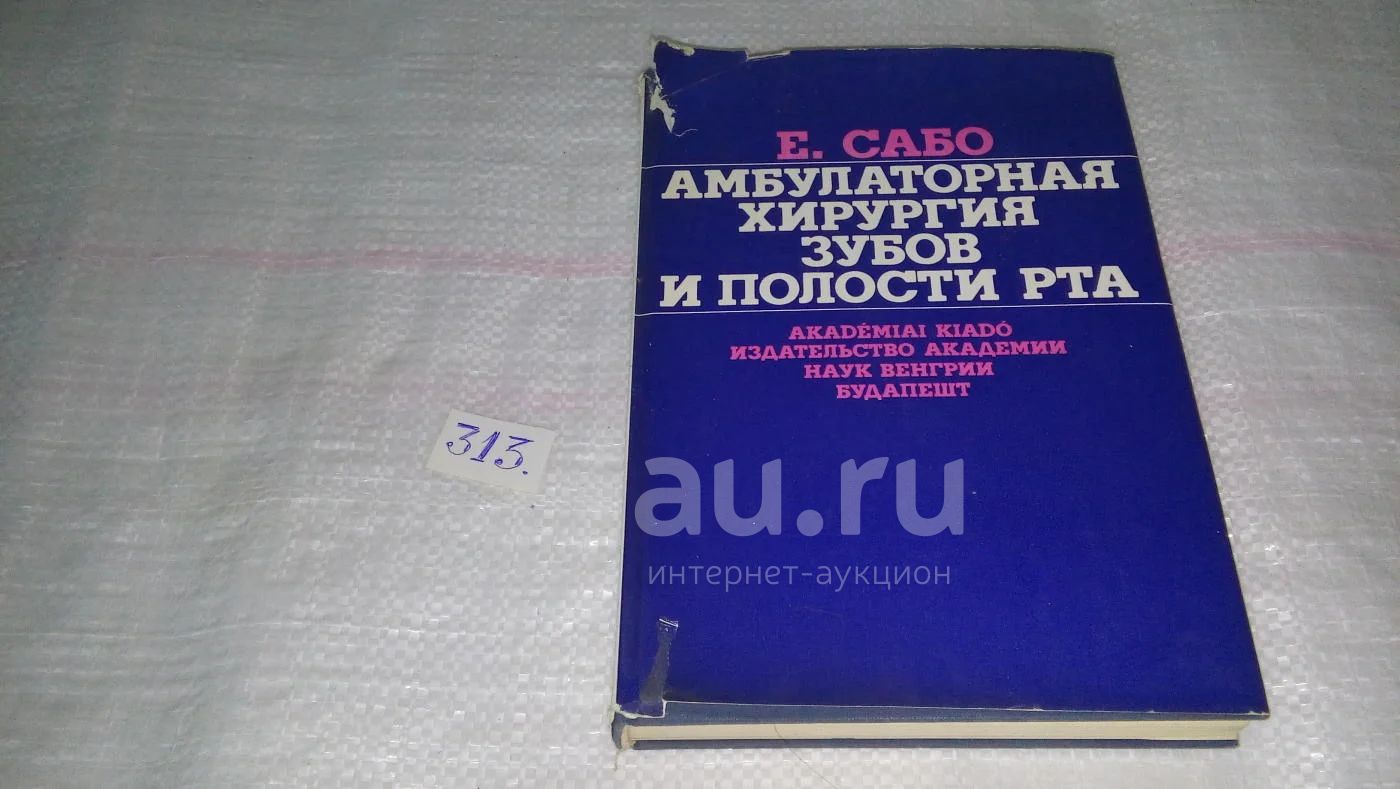 Е. САБО
АМБУЛАТОРНАЯ
ХИРУРГИЯ
ЗУБОВ
И ПОЛОСТИ РТА
AKADÉMIAI KIADÓ
ИЗДАТЕЛЬСТВО АКАДЕМИИ
НАУК ВЕНГРИИ
БУДАПЕШТ
313.
au.ru
интернет-аукцион